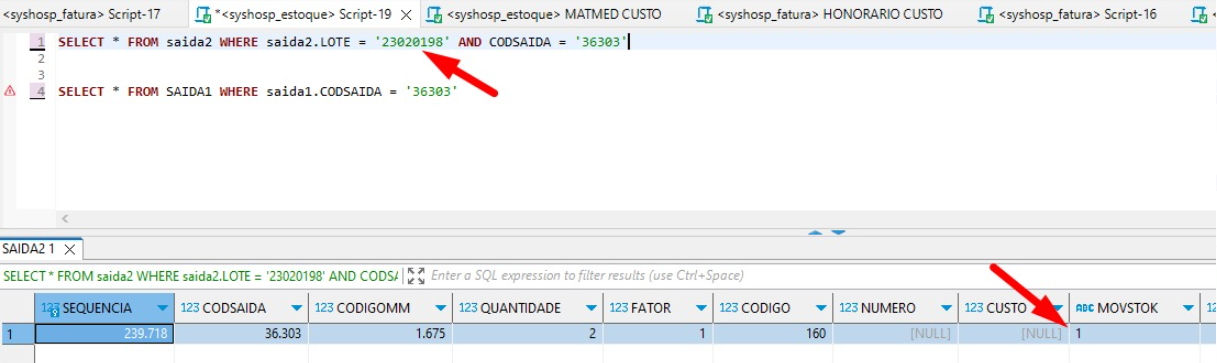 <syshosp_fatura> Script-17 *<syshosp_estoque> Script-19 <syshosp_estoque> MATMED CUSTO <syshosp_fatura> HONORARIO CUSTO <syshosp_fatura> Script-16
1 SELECT * FROM saida2 WHERE saida2.LOTE = '23020198' AND CODSAIDA = '36303'
2
3
4 SELECT * FROM SAIDA1 WHERE saida1.CODSAIDA = '36303'
SAIDA2 1
SELECT * FROM saida2 WHERE saida2.LOTE = '23020198' AND CODSA Enter a SQL expression to filter results (use Ctrl+Space)
123 SEQUENCIA 123 CODSAIDA 123 CODIGOMM 123 QUANTIDADE 123 FATOR 123 CODIGO 123 NUMERO 123 CUSTO ABC MOVSTOK
1 239.718 36.303 1.675 2 1 160 [NULL] [NULL] 1